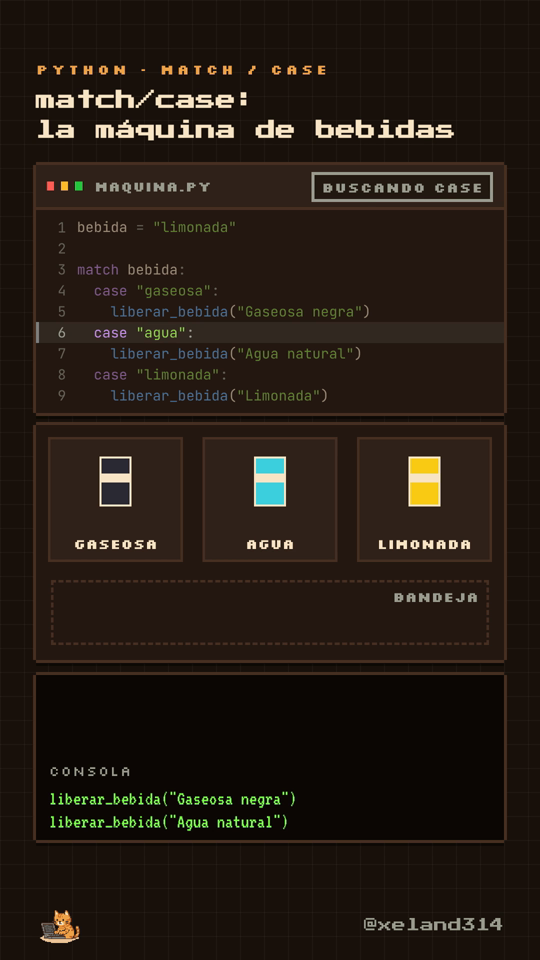 PYTHON · MATCH / CASE
match/case:
la máquina de bebidas
MAQUINA.PY
BUSCANDO CASE
1 bebida = "limonada"
2
3 match bebida:
4 case "gaseosa":
5 liberar_bebida("Gaseosa negra")
6 case "agua":
7 liberar_bebida("Agua natural")
8 case "limonada":
9 liberar_bebida("Limonada")
GASEOSA
AGUA
LIMONADA
BANDEJA
CONSOLA
liberar_bebida("Gaseosa negra")
liberar_bebida("Agua natural")
@xeland314